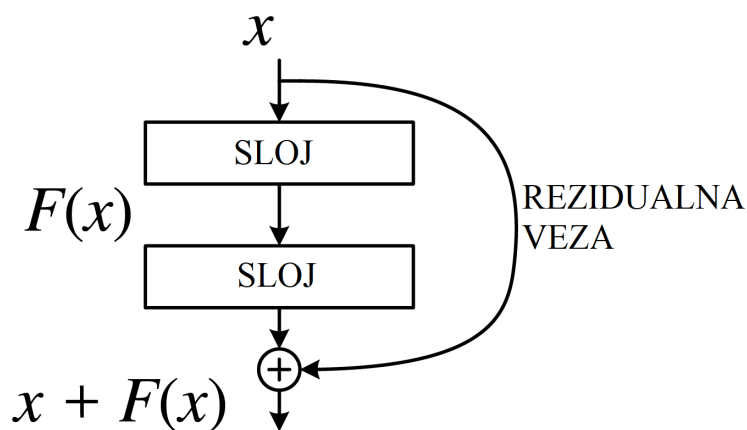 x
SLOJ
F(x)
REZIDUALNA
VEZA
SLOJ
+
x + F(x)